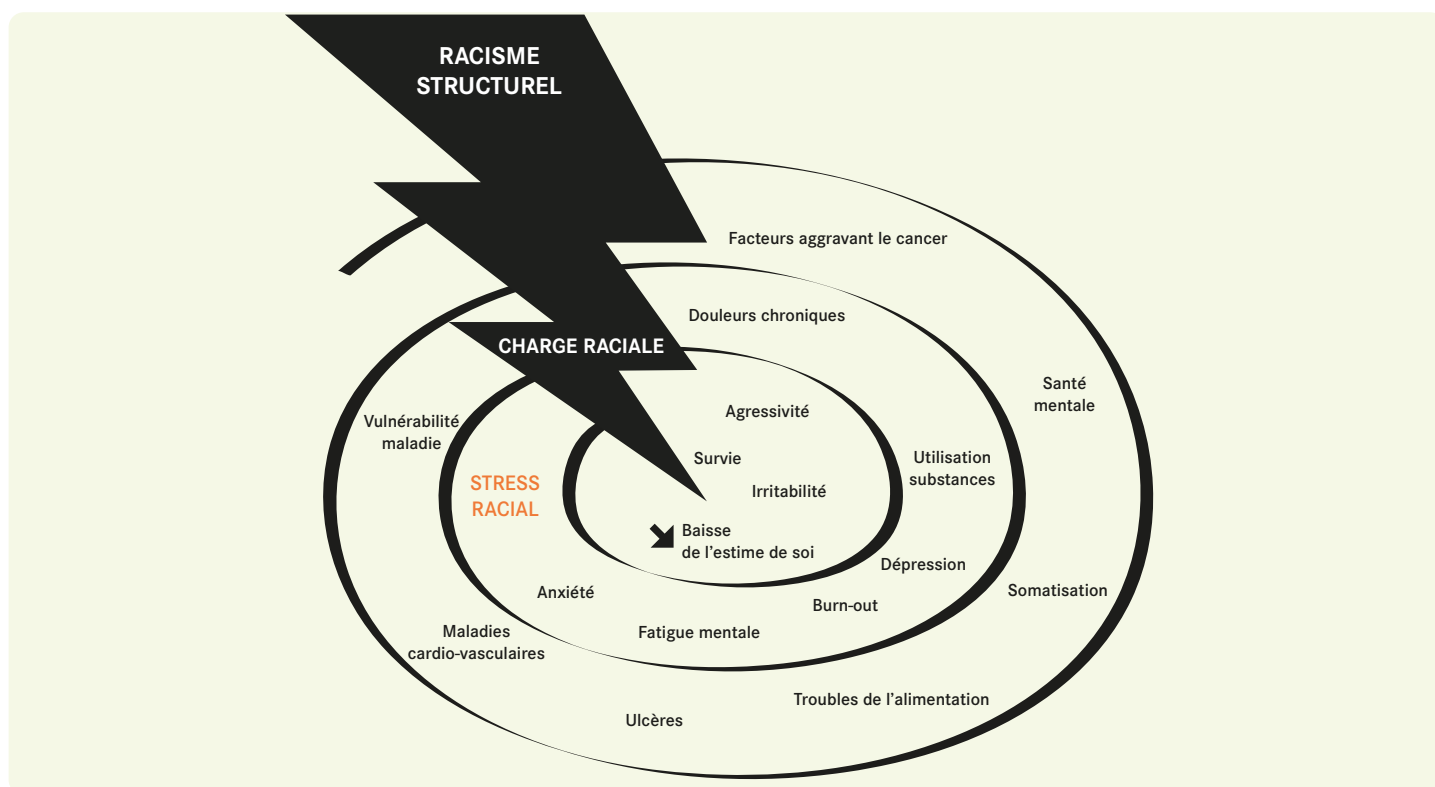 RACISME
STRUCTUREL
Facteurs aggravant le cancer
Douleurs chroniques
CHARGE RACIALE
Santé
mentale
Agressivité
Vulnérabilité
maladie
Survie
Utilisation
substances
STRESS
RACIAL
Irritabilité
Baisse
de l’estime de soi
Dépression
Anxiété
Burn-out
Somatisation
Fatigue mentale
Maladies
cardio-vasculaires
Troubles de l’alimentation
Ulcères